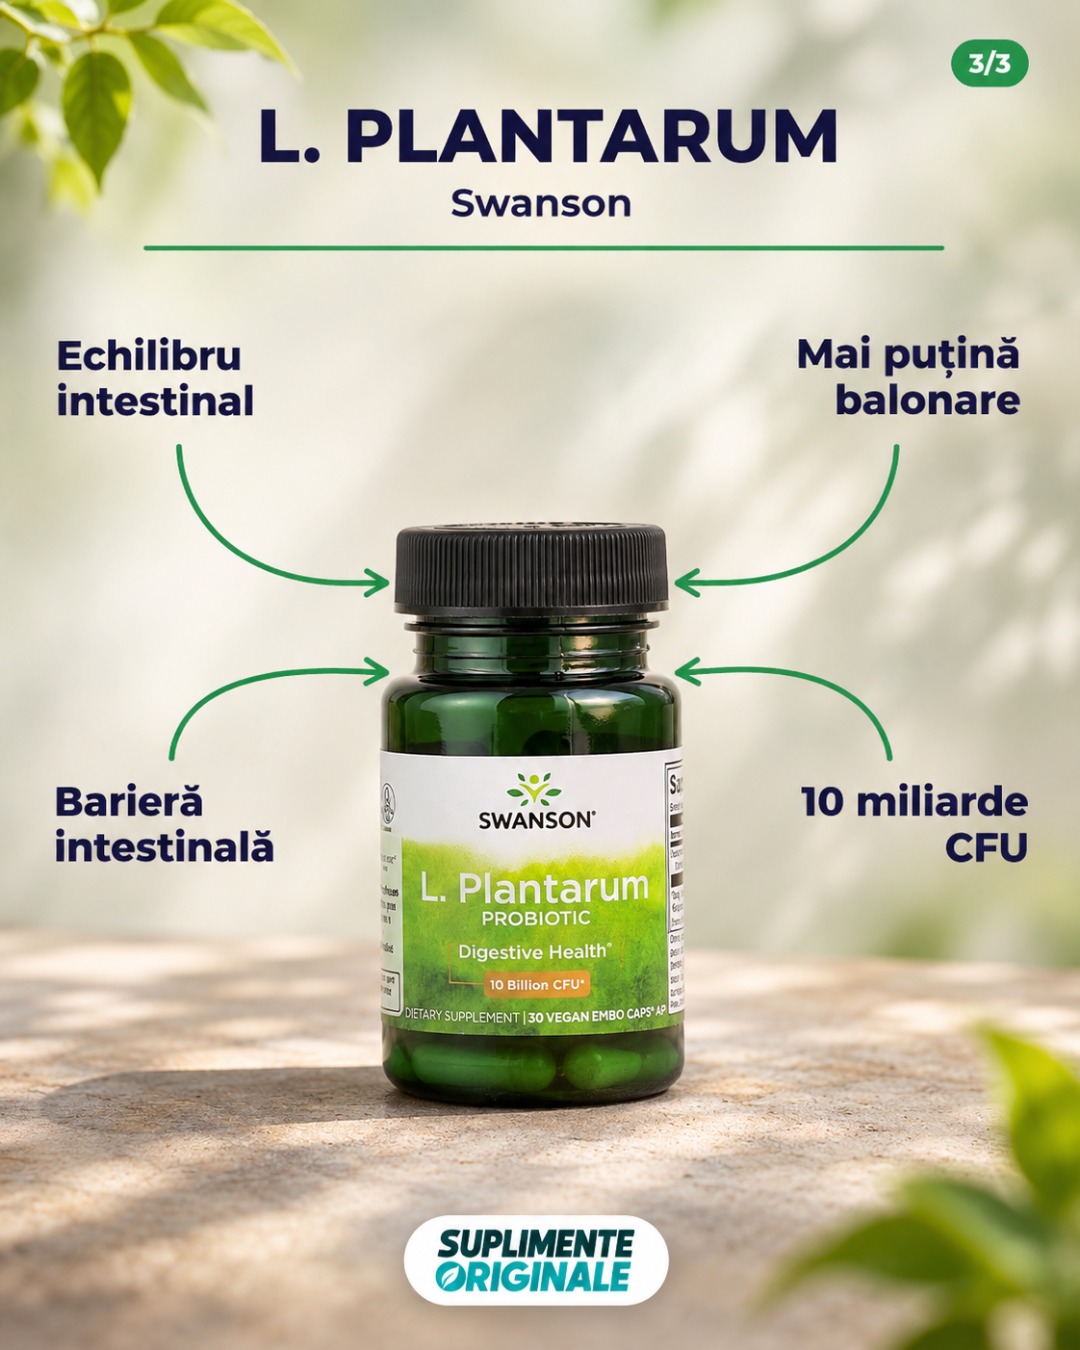 3/3
L. PLANTARUM
Swanson
Echilibru
intestinal
Mai puțină
balonare
Barieră
intestinală
10 miliarde
CFU
SWANSON®
L. Plantarum
PROBIOTIC
Digestive Health*
10 Billion CFU*
DIETARY SUPPLEMENT | 30 VEGAN EMBO CAPS® AP
SUPLIMENTE
ORIGINALE